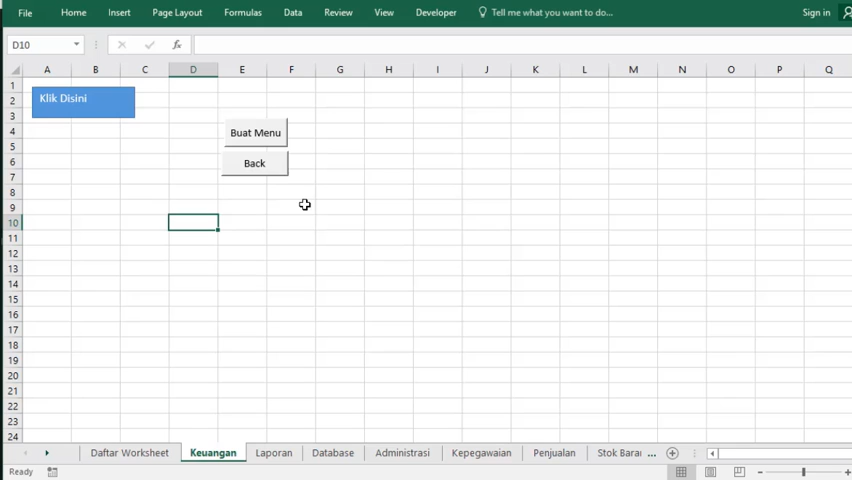 File Home Insert Page Layout Formulas Data Review View Developer Tell me what you want to do... Sign in
D10 fx
A B C D E F G H I J K L M N O P Q
1
2 Klik Disini
3
4 Buat Menu
5
6 Back
7
8
9
10
11
12
13
14
15
16
17
18
19
20
21
22
23
24
Daftar Worksheet Keuangan Laporan Database Administrasi Kepegawaian Penjualan Stok Baran ...
Ready